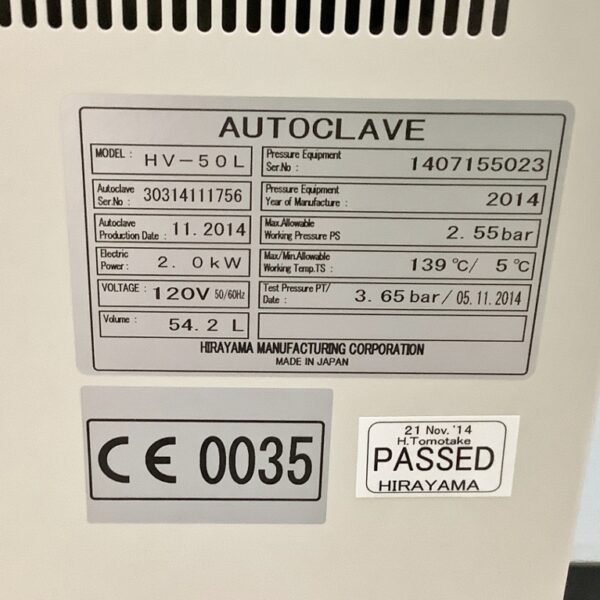 AUTOCLAVE
MODEL : HV-50L
Autoclave Ser.No : 30314111756
Autoclave Production Date : 11.2014
Electric Power : 2.0kW
VOLTAGE : 120V 50/60Hz
Volume : 54.2 L
Pressure Equipment Ser.No : 1407155023
Pressure Equipment Year of Manufacture : 2014
Max.Allowable Working Pressure PS 2.55bar
Max/Min.Allowable Working Temp.TS : 139℃/ 5℃
Test Pressure PT/ Date : 3.65bar/05.11.2014
HIRAYAMA MANUFACTURING CORPORATION
MADE IN JAPAN
CE 0035
21 Nov.'14
H.Tomotake
PASSED
HIRAYAMA